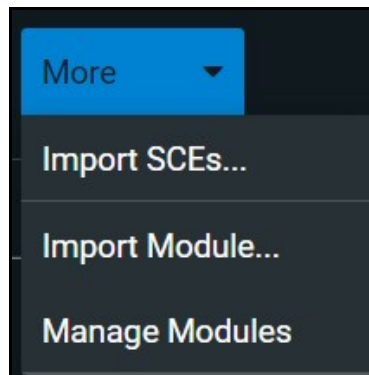 More
Import SCEs...
Import Module...
Manage Modules